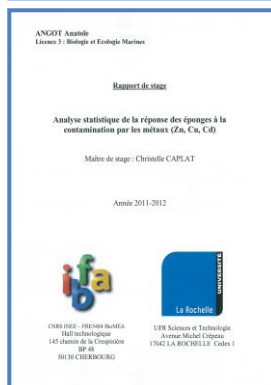 ANGOT Anatole
Licence 3 : Biologie et Ecologie Marines
Rapport de stage
Analyse statistique de la réponse des éponges à la
contamination par les métaux (Zn, Cu, Cd)
Maître de stage : Christelle CAPLAT
Année 2011-2012
ibfa
UNIVERSITÉ
La Rochelle
CNRS INEE - FRE3484 BioMEA
Hall technologique
145 chemin de la Crespinière
BP 48
50130 CHERBOURG
UFR Sciences et Technologie
Avenue Michel Crépeau
17042 LA ROCHELLE Cedex 1